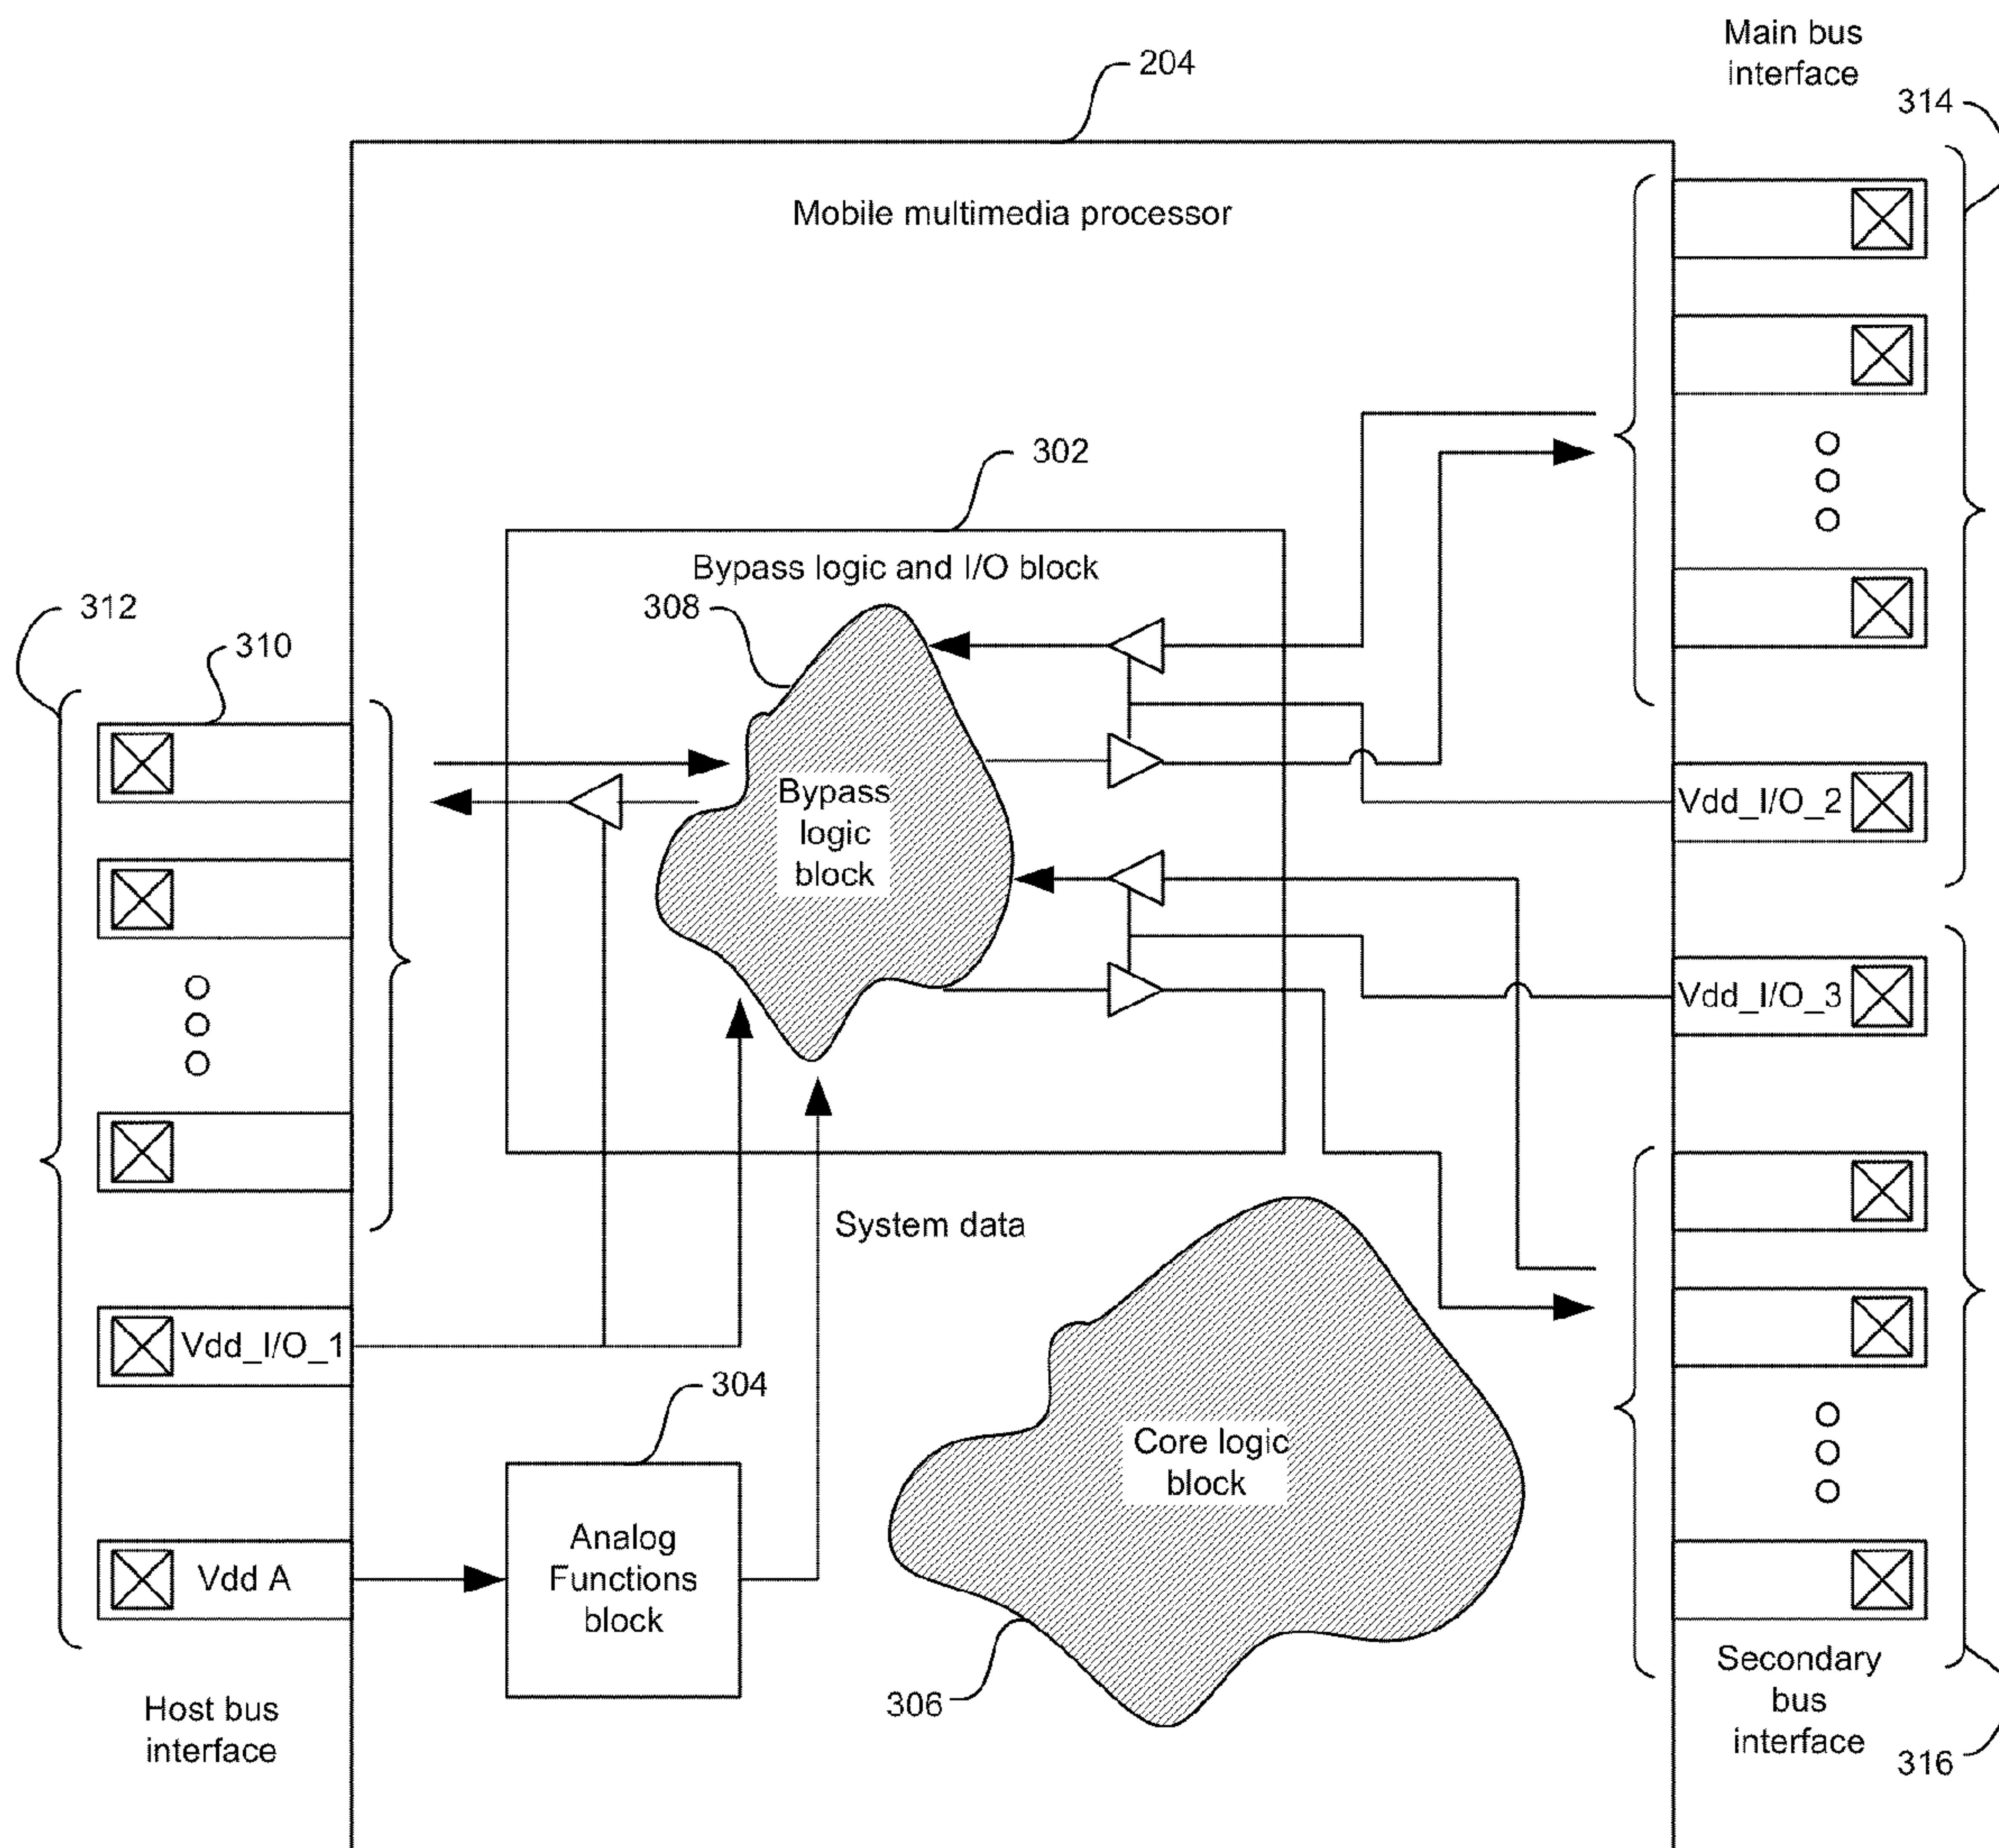 Main bus
interface
204
314
Mobile multimedia processor
302
Bypass logic and I/O block
312
308
310
Bypass
logic
block
Vdd_I/O_2
Vdd_I/O_3
System data
Vdd_I/O_1
304
Core logic
block
Analog
Functions
block
Vdd A
306
Host bus
interface
Secondary
bus
interface
316